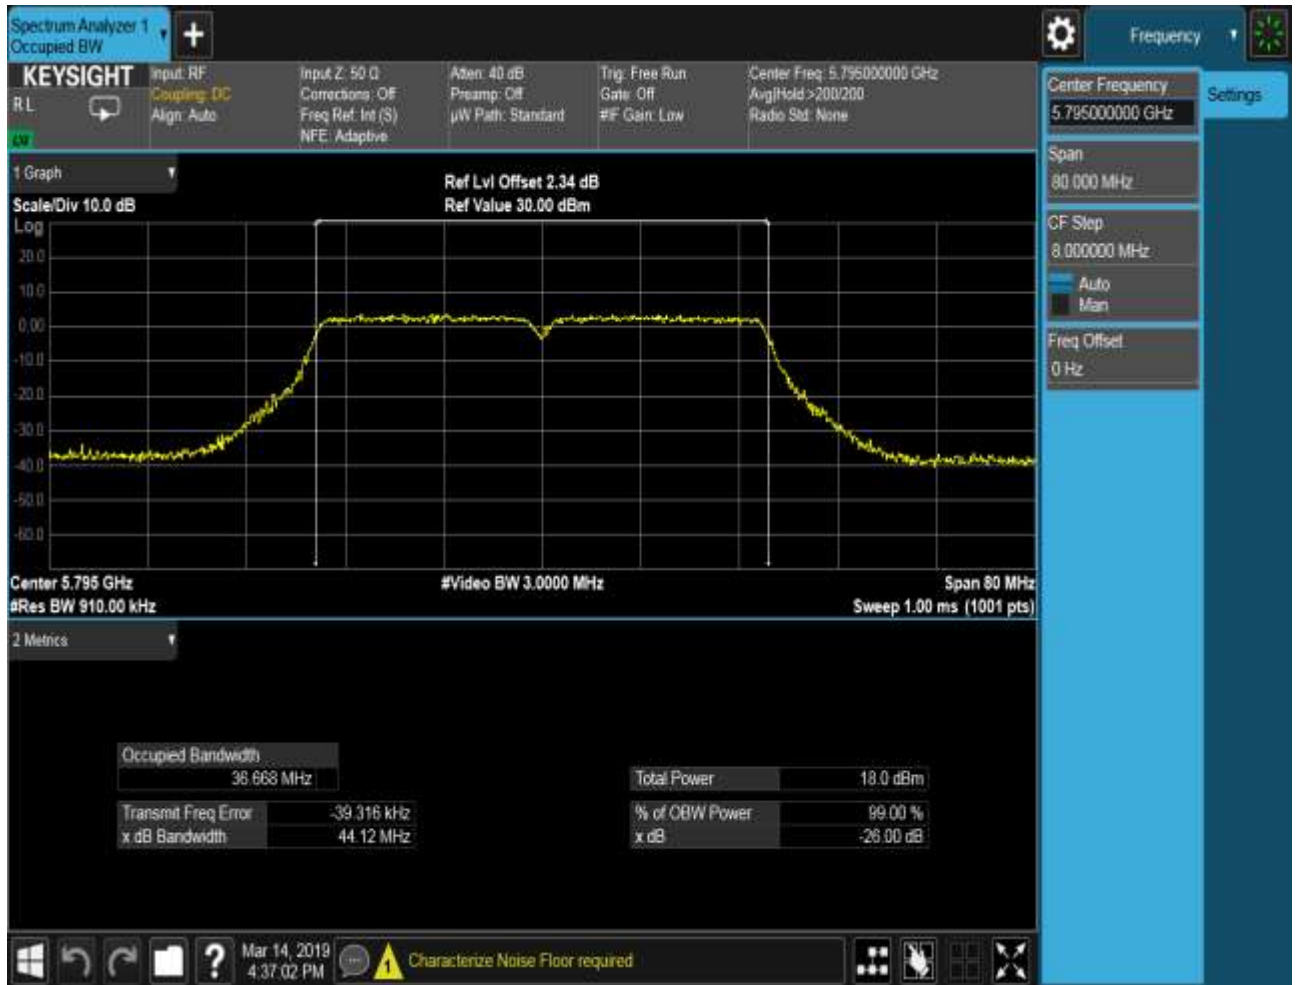 Spectrum Analyzer 1
Occupied BW
Frequency
KEYSIGHT
RL
Input: RF
Coupling: DC
Align: Auto
Input Z: 50 Ω
Corrections: Off
Freq Ref: Int (S)
NFE: Adaptive
Atten: 40 dB
Preamp: Off
µW Path: Standard
Trig: Free Run
Gate: Off
#IF Gain: Low
Center Freq: 5.795000000 GHz
Avg|Hold:>200/200
Radio Std: None
Center Frequency
5.795000000 GHz
Settings
Span
80.000 MHz
CF Step
8.000000 MHz
Auto
Man
Freq Offset
0 Hz
1 Graph
Scale/Div 10.0 dB
Ref Lvl Offset 2.34 dB
Ref Value 30.00 dBm
Log
20.0
10.0
0.00
-10.0
-20.0
-30.0
-40.0
-50.0
-60.0
Center 5.795 GHz
#Video BW 3.0000 MHz
Span 80 MHz
#Res BW 910.00 kHz
Sweep 1.00 ms (1001 pts)
2 Metrics
Occupied Bandwidth
36.668 MHz
Total Power 18.0 dBm
Transmit Freq Error -39.316 kHz
% of OBW Power 99.00 %
x dB Bandwidth 44.12 MHz
x dB -26.00 dB
?
Mar 14, 2019
4:37:02 PM
1
Characterize Noise Floor required